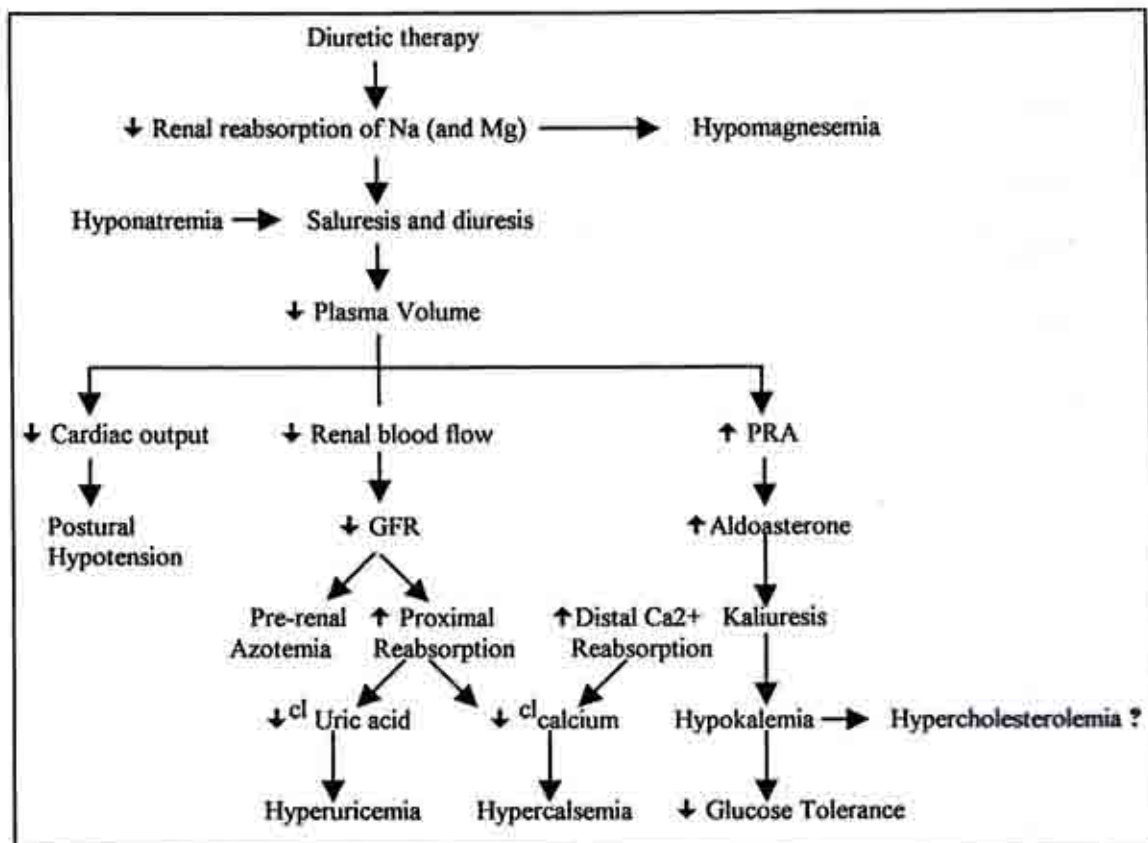 Diuretic therapy
↓ Renal reabsorption of Na (and Mg)
Hypomagnesemia
Hyponatremia
Saluresis and diuresis
↓ Plasma Volume
↓ Cardiac output
↓ Renal blood flow
↑ PRA
Postural
Hypotension
↓ GFR
↑ Aldoasterone
Pre-renal
Azotemia
↑ Proximal
Reabsorption
↑ Distal Ca2+
Reabsorption
Kaliuresis
↓ cl Uric acid
↓ cl calcium
Hypokalemia
Hypercholesterolemia ?
Hyperuricemia
Hypercalsemia
↓ Glucose Tolerance